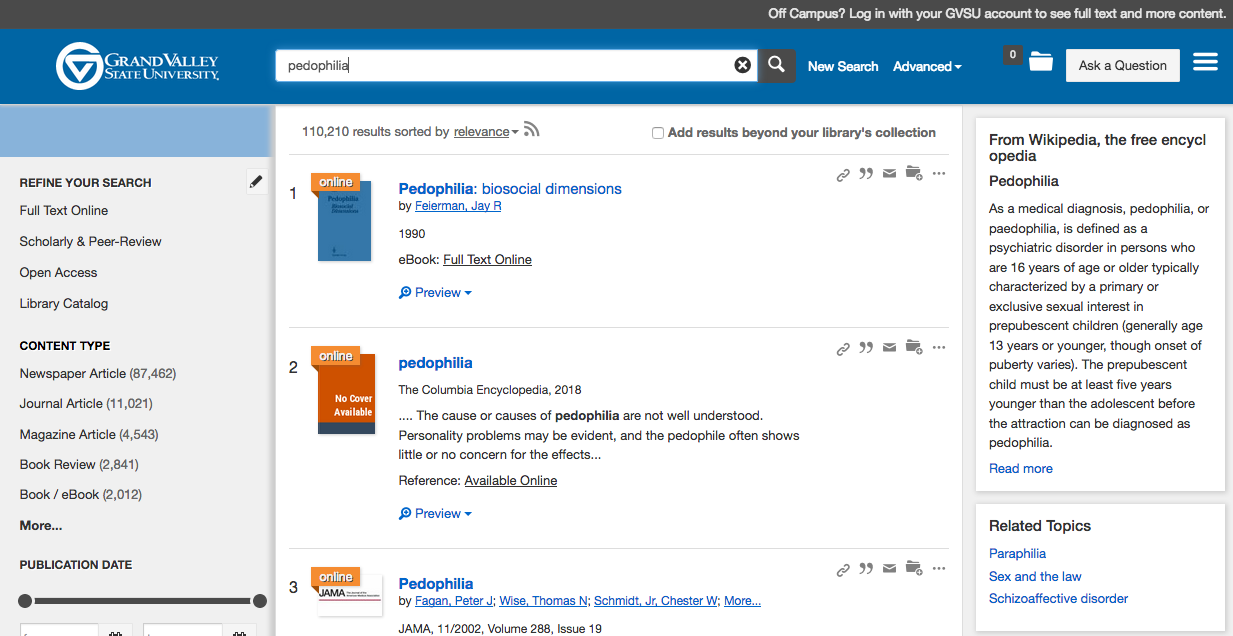 Off Campus? Log in with your GVSU account to see full text and more content.
GRAND VALLEY
STATE UNIVERSITY
pedophilia
New Search
Advanced
0
Ask a Question
REFINE YOUR SEARCH
Full Text Online
Scholarly & Peer-Review
Open Access
Library Catalog
CONTENT TYPE
Newspaper Article (87,462)
Journal Article (11,021)
Magazine Article (4,543)
Book Review (2,841)
Book / eBook (2,012)
More...
PUBLICATION DATE
110,210 results sorted by relevance
Add results beyond your library's collection
1
online
Pedophilia
Biosocial
Dimensions
Pedophilia: biosocial dimensions
by Feierman, Jay R
1990
eBook: Full Text Online
Preview
2
online
No Cover
Available
pedophilia
The Columbia Encyclopedia, 2018
.... The cause or causes of pedophilia are not well understood.
Personality problems may be evident, and the pedophile often shows
little or no concern for the effects...
Reference: Available Online
Preview
3
online
JAMA
Pedophilia
by Fagan, Peter J; Wise, Thomas N; Schmidt, Jr, Chester W; More...
JAMA, 11/2002, Volume 288, Issue 19
From Wikipedia, the free encycl
opedia
Pedophilia
As a medical diagnosis, pedophilia, or
paedophilia, is defined as a
psychiatric disorder in persons who
are 16 years of age or older typically
characterized by a primary or
exclusive sexual interest in
prepubescent children (generally age
13 years or younger, though onset of
puberty varies). The prepubescent
child must be at least five years
younger than the adolescent before
the attraction can be diagnosed as
pedophilia.
Read more
Related Topics
Paraphilia
Sex and the law
Schizoaffective disorder